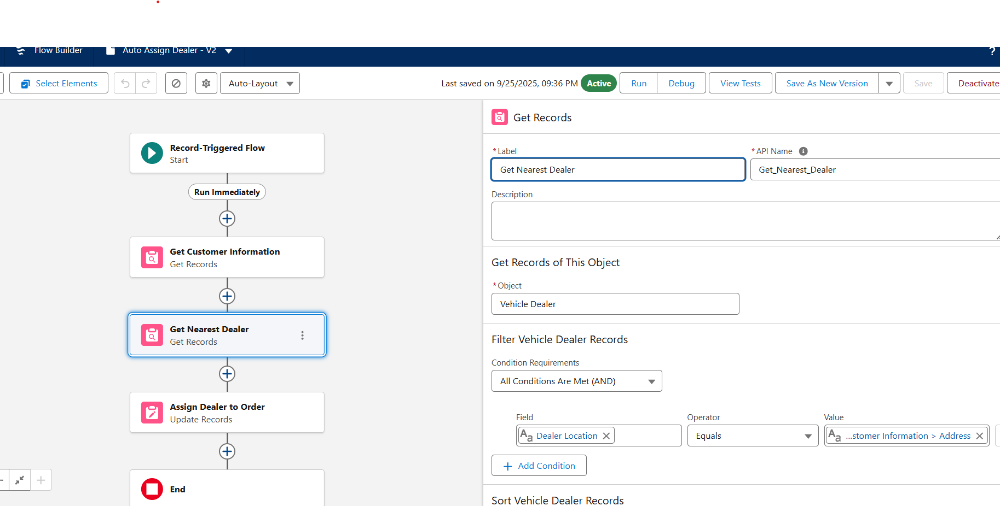 Flow Builder
Auto Assign Dealer - V2
?
Select Elements
Auto-Layout
Last saved on 9/25/2025, 09:36 PM
Active
Run
Debug
View Tests
Save As New Version
Save
Deactivate
Record-Triggered Flow
Start
Run Immediately
Get Customer Information
Get Records
Get Nearest Dealer
Get Records
Assign Dealer to Order
Update Records
End
Get Records
* Label
Get Nearest Dealer
* API Name
Get_Nearest_Dealer
Description
Get Records of This Object
* Object
Vehicle Dealer
Filter Vehicle Dealer Records
Condition Requirements
All Conditions Are Met (AND)
Field
Aa Dealer Location
Operator
Equals
Value
Aa ...stomer Information > Address
Add Condition
Sort Vehicle Dealer Records